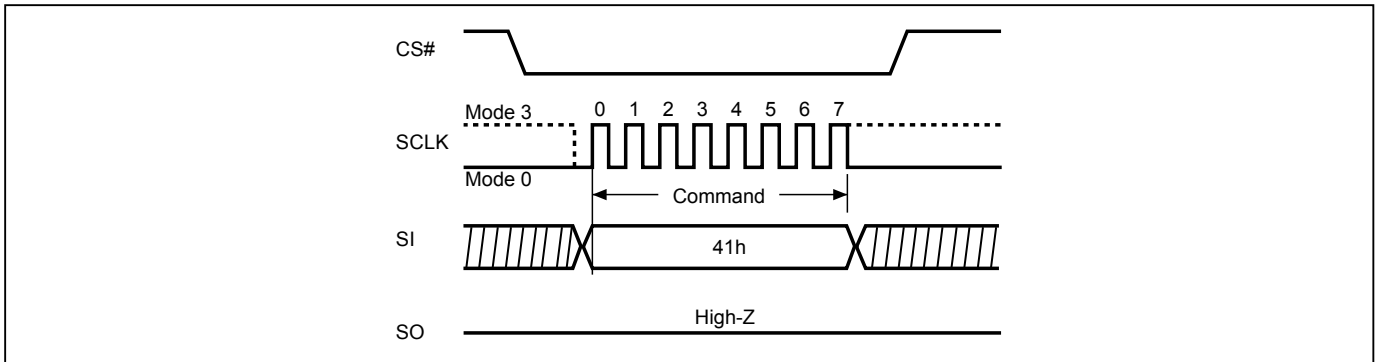 CS#
Mode 3 0 1 2 3 4 5 6 7
SCLK
Mode 0
Command
SI
41h
High-Z
SO